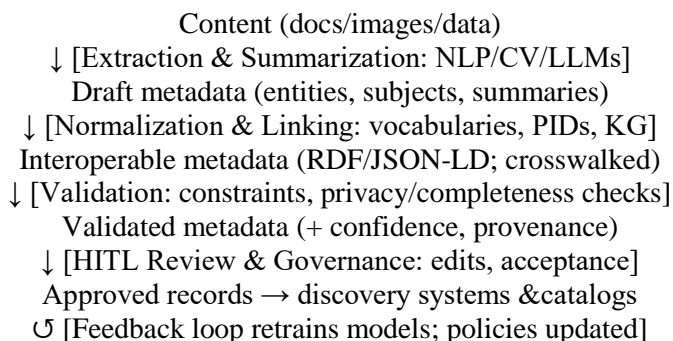 Content (docs/images/data)
↓ [Extraction & Summarization: NLP/CV/LLMs]
Draft metadata (entities, subjects, summaries)
↓ [Normalization & Linking: vocabularies, PIDs, KG]
Interoperable metadata (RDF/JSON-LD; crosswalked)
↓ [Validation: constraints, privacy/completeness checks]
Validated metadata (+ confidence, provenance)
↓ [HITL Review & Governance: edits, acceptance]
Approved records → discovery systems &catalogs
↺ [Feedback loop retrains models; policies updated]